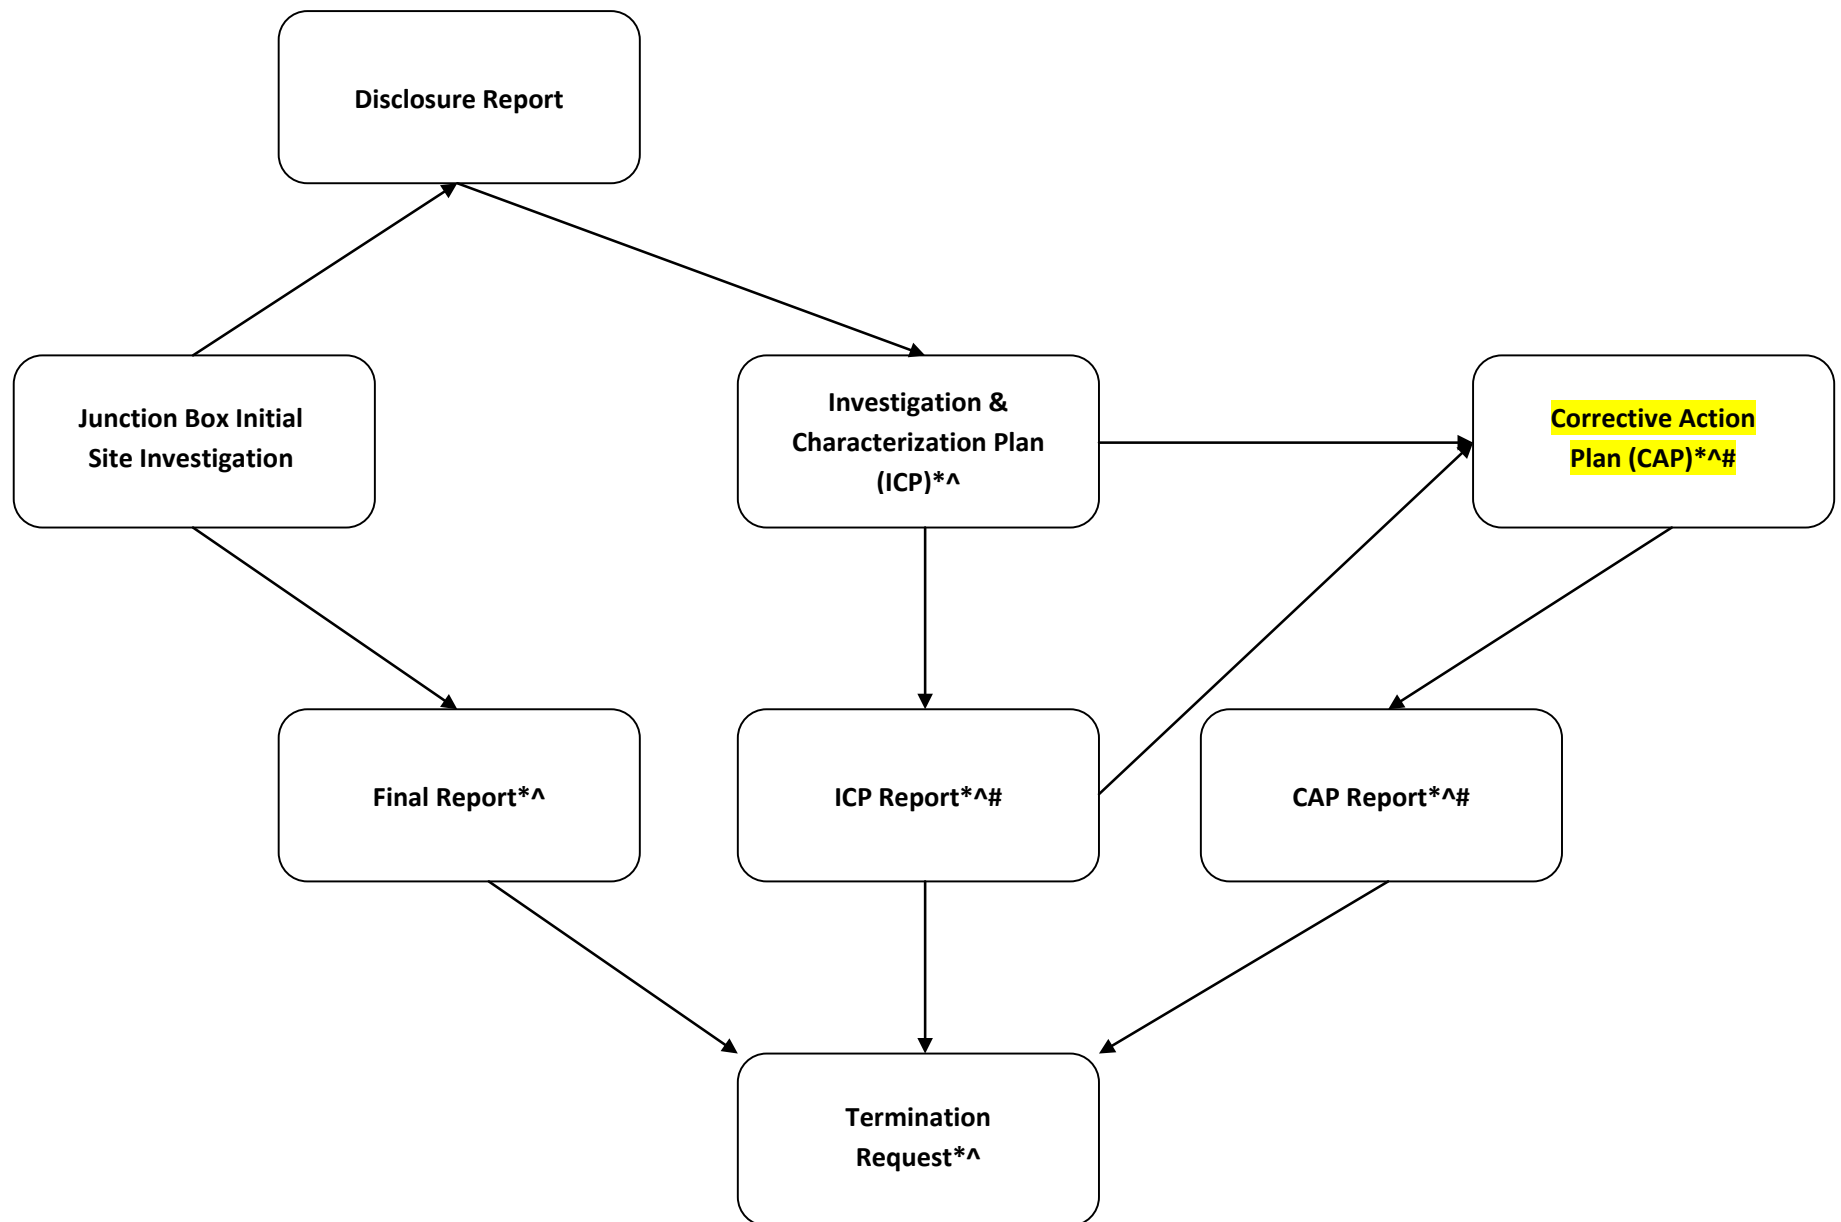 Disclosure Report
Junction Box Initial
Site Investigation
Investigation &
Characterization Plan
(ICP)*^
Corrective Action
Plan (CAP)*^#
Final Report*^
ICP Report*^#
CAP Report*^#
Termination
Request*^